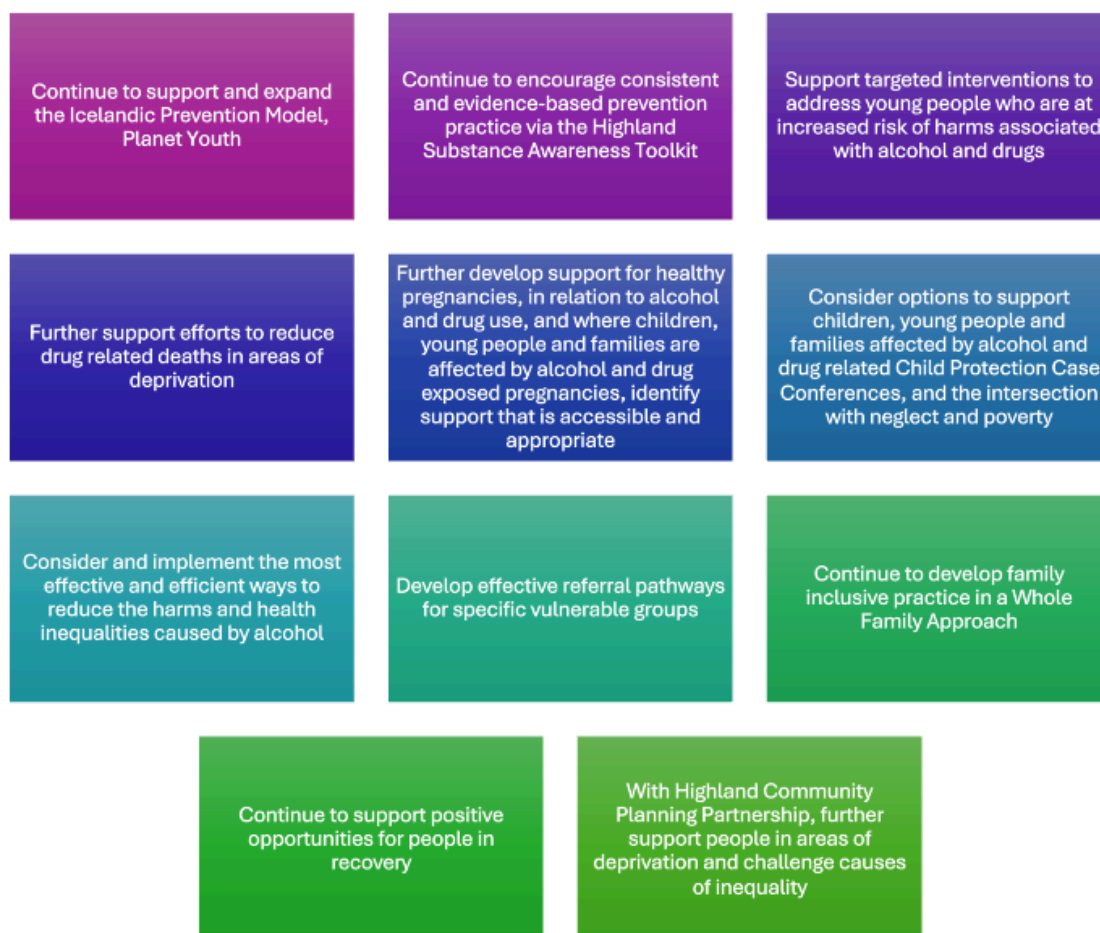 Continue to support and expand
the Icelandic Prevention Model,
Planet Youth
Continue to encourage consistent
and evidence-based prevention
practice via the Highland
Substance Awareness Toolkit
Support targeted interventions to
address young people who are at
increased risk of harms associated
with alcohol and drugs
Further support efforts to reduce
drug related deaths in areas of
deprivation
Further develop support for healthy
pregnancies, in relation to alcohol
and drug use, and where children,
young people and families are
affected by alcohol and drug
exposed pregnancies, identify
support that is accessible and
appropriate
Consider options to support
children, young people and
families affected by alcohol and
drug related Child Protection Case
Conferences, and the intersection
with neglect and poverty
Consider and implement the most
effective and efficient ways to
reduce the harms and health
inequalities caused by alcohol
Develop effective referral pathways
for specific vulnerable groups
Continue to develop family
inclusive practice in a Whole
Family Approach
Continue to support positive
opportunities for people in
recovery
With Highland Community
Planning Partnership, further
support people in areas of
deprivation and challenge causes
of inequality